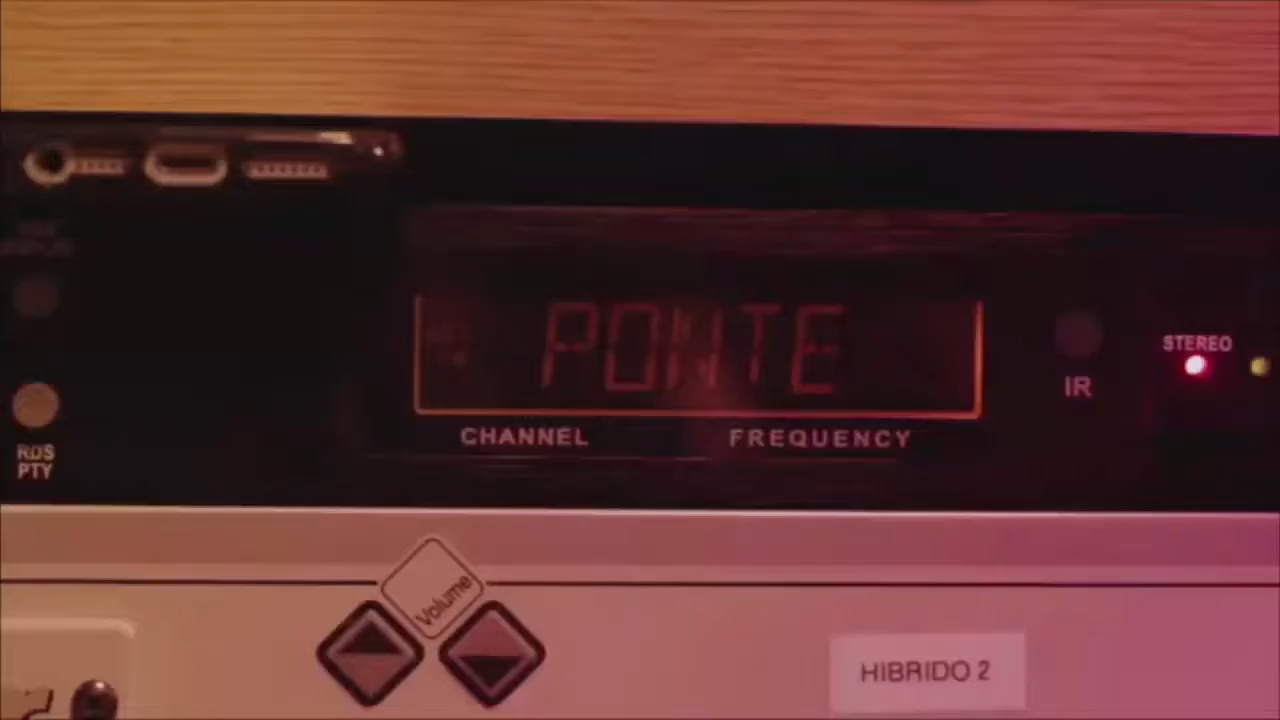 PONTE
STEREO
IR
CHANNEL
FREQUENCY
RDS
PTY
Volume
HIBRIDO 2